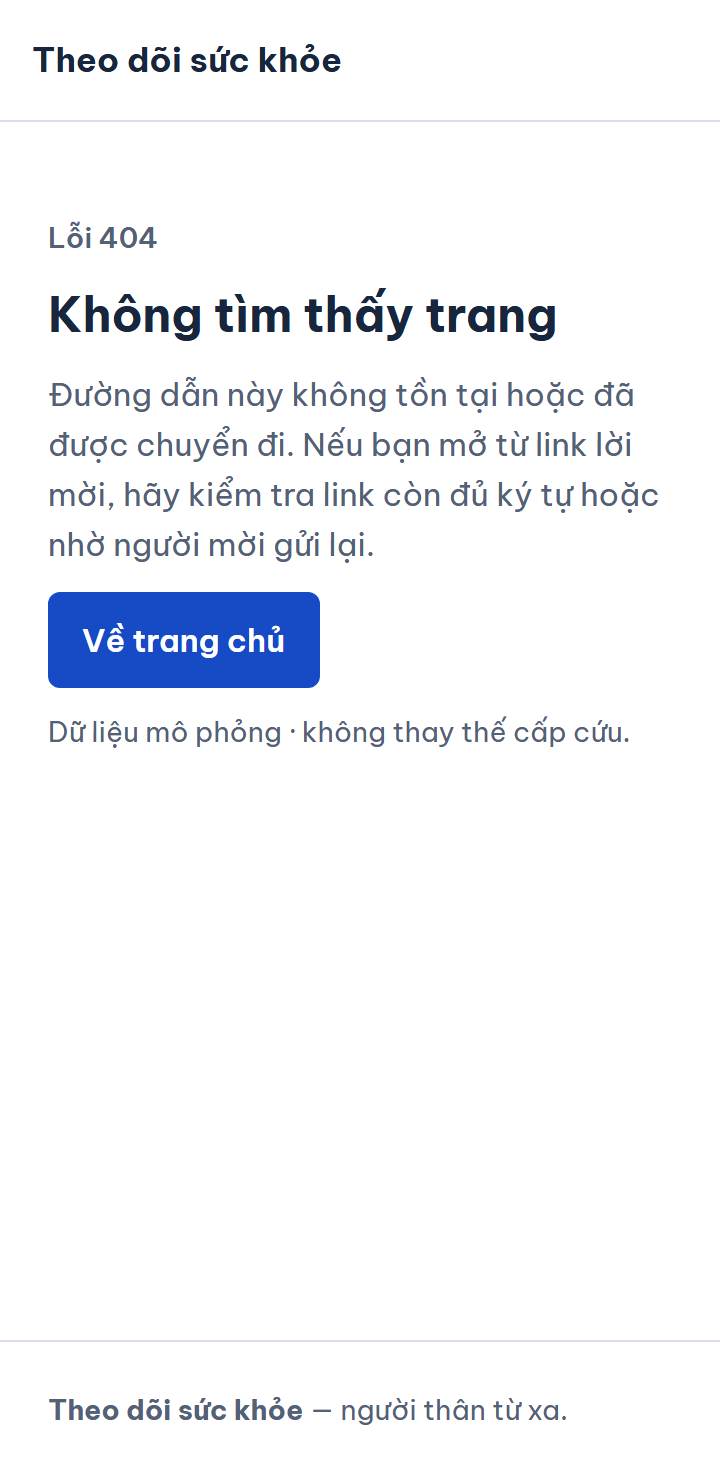 Theo dõi sức khỏe
Lỗi 404
Không tìm thấy trang
Đường dẫn này không tồn tại hoặc đã
được chuyển đi. Nếu bạn mở từ link lời
mời, hãy kiểm tra link còn đủ ký tự hoặc
nhờ người mời gửi lại.
Về trang chủ
Dữ liệu mô phỏng · không thay thế cấp cứu.
Theo dõi sức khỏe — người thân từ xa.